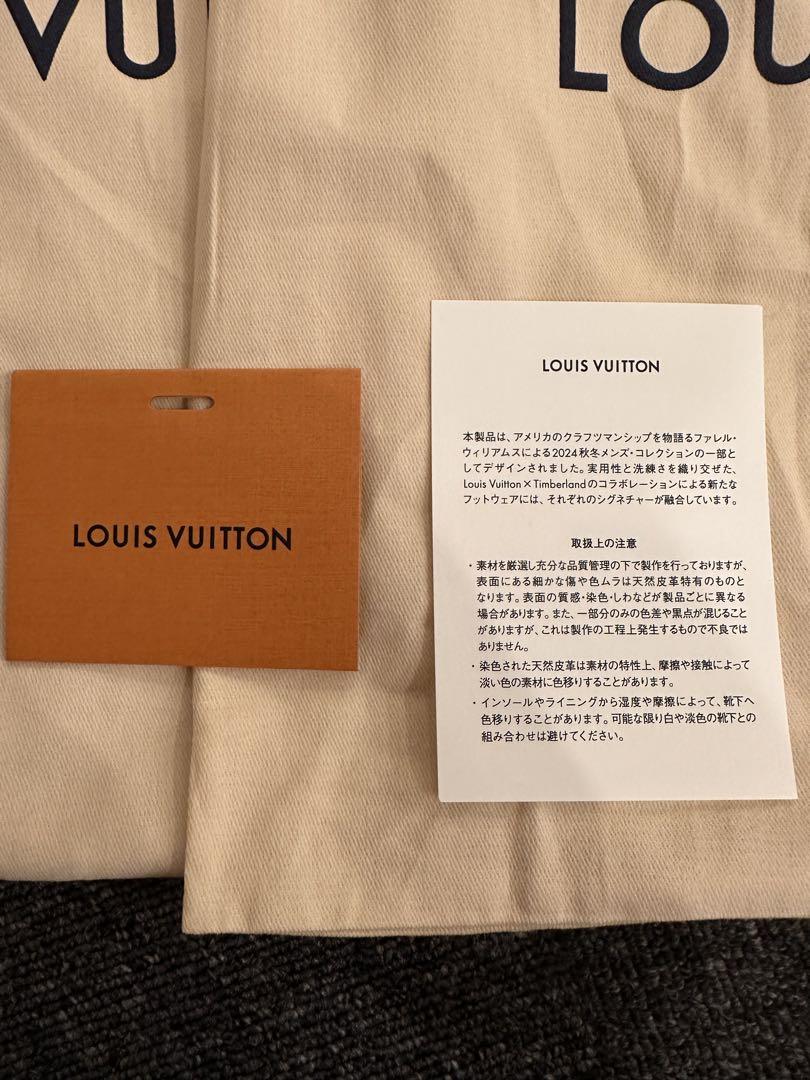 VU
LOU
LOUIS VUITTON
LOUIS VUITTON
本製品は、アメリカのクラフツマンシップを物語るファレル・
ウィリアムスによる2024秋冬メンズ・コレクションの一部と
してデザインされました。実用性と洗練さを織り交ぜた、
Louis Vuitton×Timberlandのコラボレーションによる新たな
フットウェアには、それぞれのシグネチャーが融合しています。
取扱上の注意
・素材を厳選し充分な品質管理の下で製作を行っておりますが、
表面にある細かな傷や色ムラは天然皮革特有のものと
なります。表面の質感・染色・しわなどが製品ごとに異なる
場合があります。また、一部分のみの色差や黒点が混じること
がありますが、これは製作の工程上発生するもので不良では
ありません。
・染色された天然皮革は素材の特性上、摩擦や接触によって
淡い色の素材に色移りすることがあります。
・インソールやライニングから湿度や摩擦によって、靴下へ
色移りすることがあります。可能な限り白や淡色の靴下との
組み合わせは避けてください。